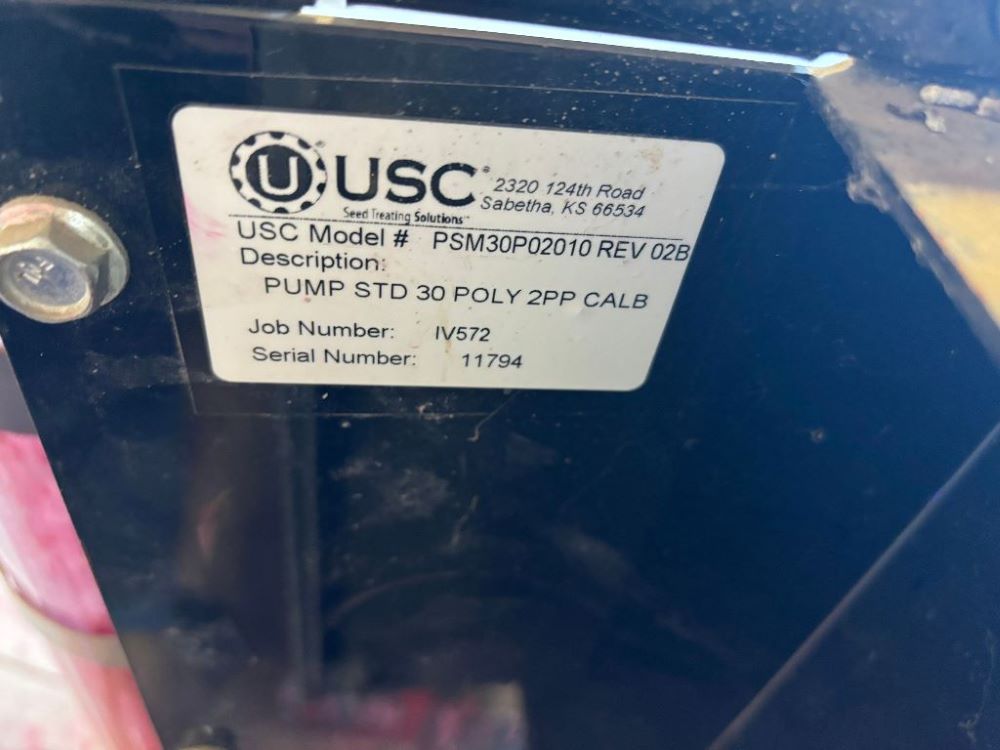 U USC
2320 124th Road
Sabetha, KS 66534
Seed Treating Solutions
USC Model # PSM30P02010 REV 02B
Description:
PUMP STD 30 POLY 2PP CALB
Job Number: IV572
Serial Number: 11794